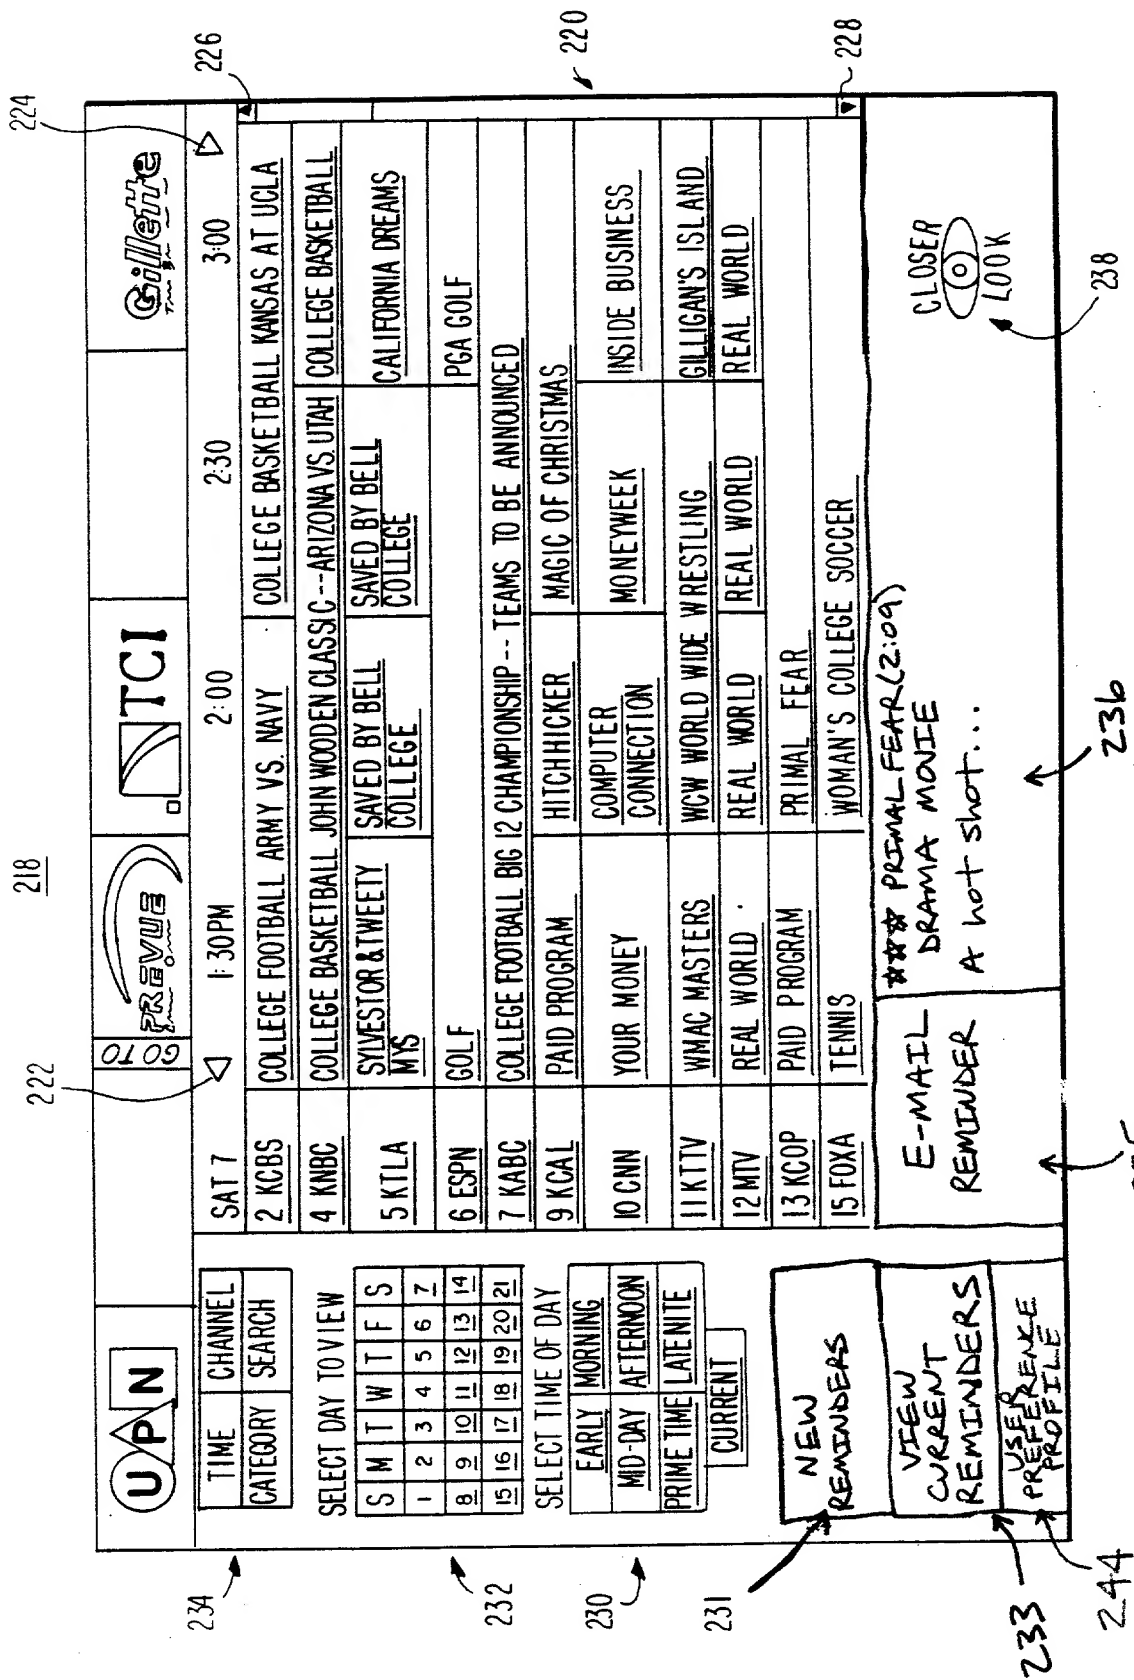 218
222
224
UPN
GO TO
PREVUE
TCI
Gillette
226
234
TIME CHANNEL
CATEGORY SEARCH
SAT 7 1:30PM 2:00 2:30 3:00
2 KCBS COLLEGE FOOTBALL ARMY VS. NAVY COLLEGE BASKETBALL KANSAS AT UCLA
4 KNBC COLLEGE BASKETBALL JOHN WOODEN CLASSIC--ARIZONA VS. UTAH COLLEGE BASKETBALL
5 KTLA SYLVESTOR & TWEETY MYS SAVED BY BELL COLLEGE SAVED BY BELL COLLEGE CALIFORNIA DREAMS
6 ESPN GOLF PGA GOLF
7 KABC COLLEGE FOOTBALL BIG 12 CHAMPIONSHIP--TEAMS TO BE ANNOUNCED
9 KCAL PAID PROGRAM HITCHHICKER MAGIC OF CHRISTMAS
10 CNN YOUR MONEY COMPUTER CONNECTION MONEYWEEK INSIDE BUSINESS
11 KTTV WMAC MASTERS WCW WORLD WIDE WRESTLING GILLIGAN'S ISLAND
12 MTV REAL WORLD REAL WORLD REAL WORLD REAL WORLD
13 KCOP PAID PROGRAM PRIMAL FEAR
15 FOXA TENNIS WOMAN'S COLLEGE SOCCER
220
228
SELECT DAY TO VIEW
S M T W T F S
1 2 3 4 5 6 7
8 9 10 11 12 13 14
15 16 17 18 19 20 21
232
SELECT TIME OF DAY
EARLY MORNING
MID-DAY AFTERNOON
PRIME TIME LATENITE
CURRENT
230
231
NEW
REMINDERS
VIEW
CURRENT
REMINDERS
USER
PREFERENCE
PROFILE
233
244
E-MAIL
REMINDER
*** PRIMAL FEAR (2:09)
DRAMA MOVIE
A hot shot...
236
CLOSER
LOOK
238